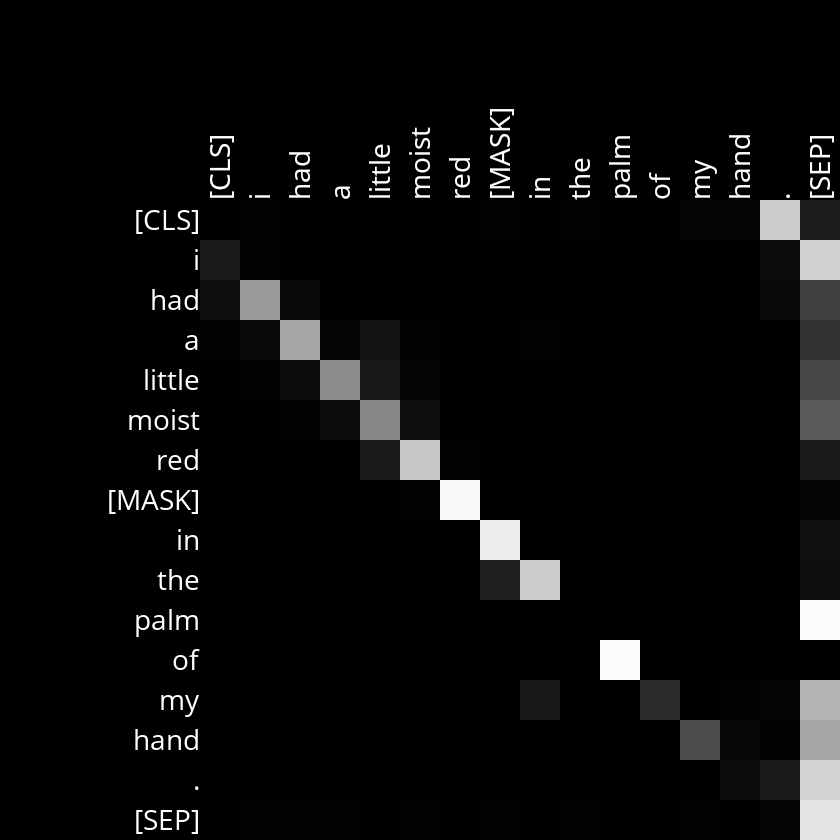 [CLS] i had a little moist red [MASK] in the palm of my hand . [SEP]
[CLS]
i
had
a
little
moist
red
[MASK]
in
the
palm
of
my
hand
.
[SEP]